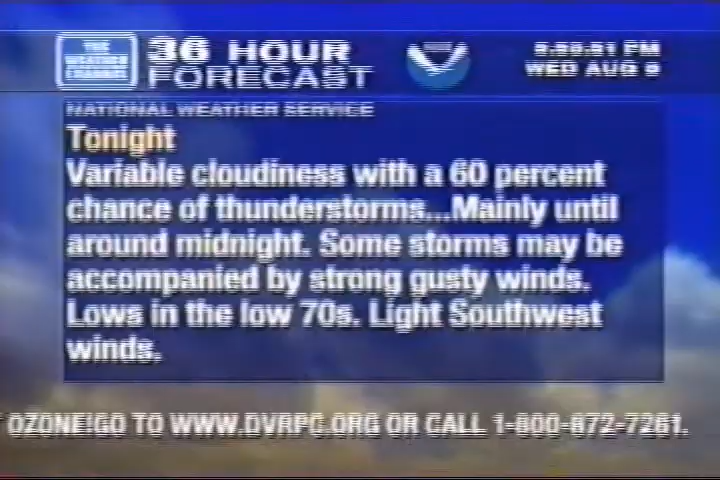 THE
WEATHER
CHANNEL
36 HOUR
FORECAST
WED AUG 9
NATIONAL WEATHER SERVICE
Tonight
Variable cloudiness with a 60 percent
chance of thunderstorms...Mainly until
around midnight. Some storms may be
accompanied by strong gusty winds.
Lows in the low 70s. Light Southwest
winds.
OZONE!GO TO WWW.DVRPC.ORG OR CALL 1-800-872-7261.